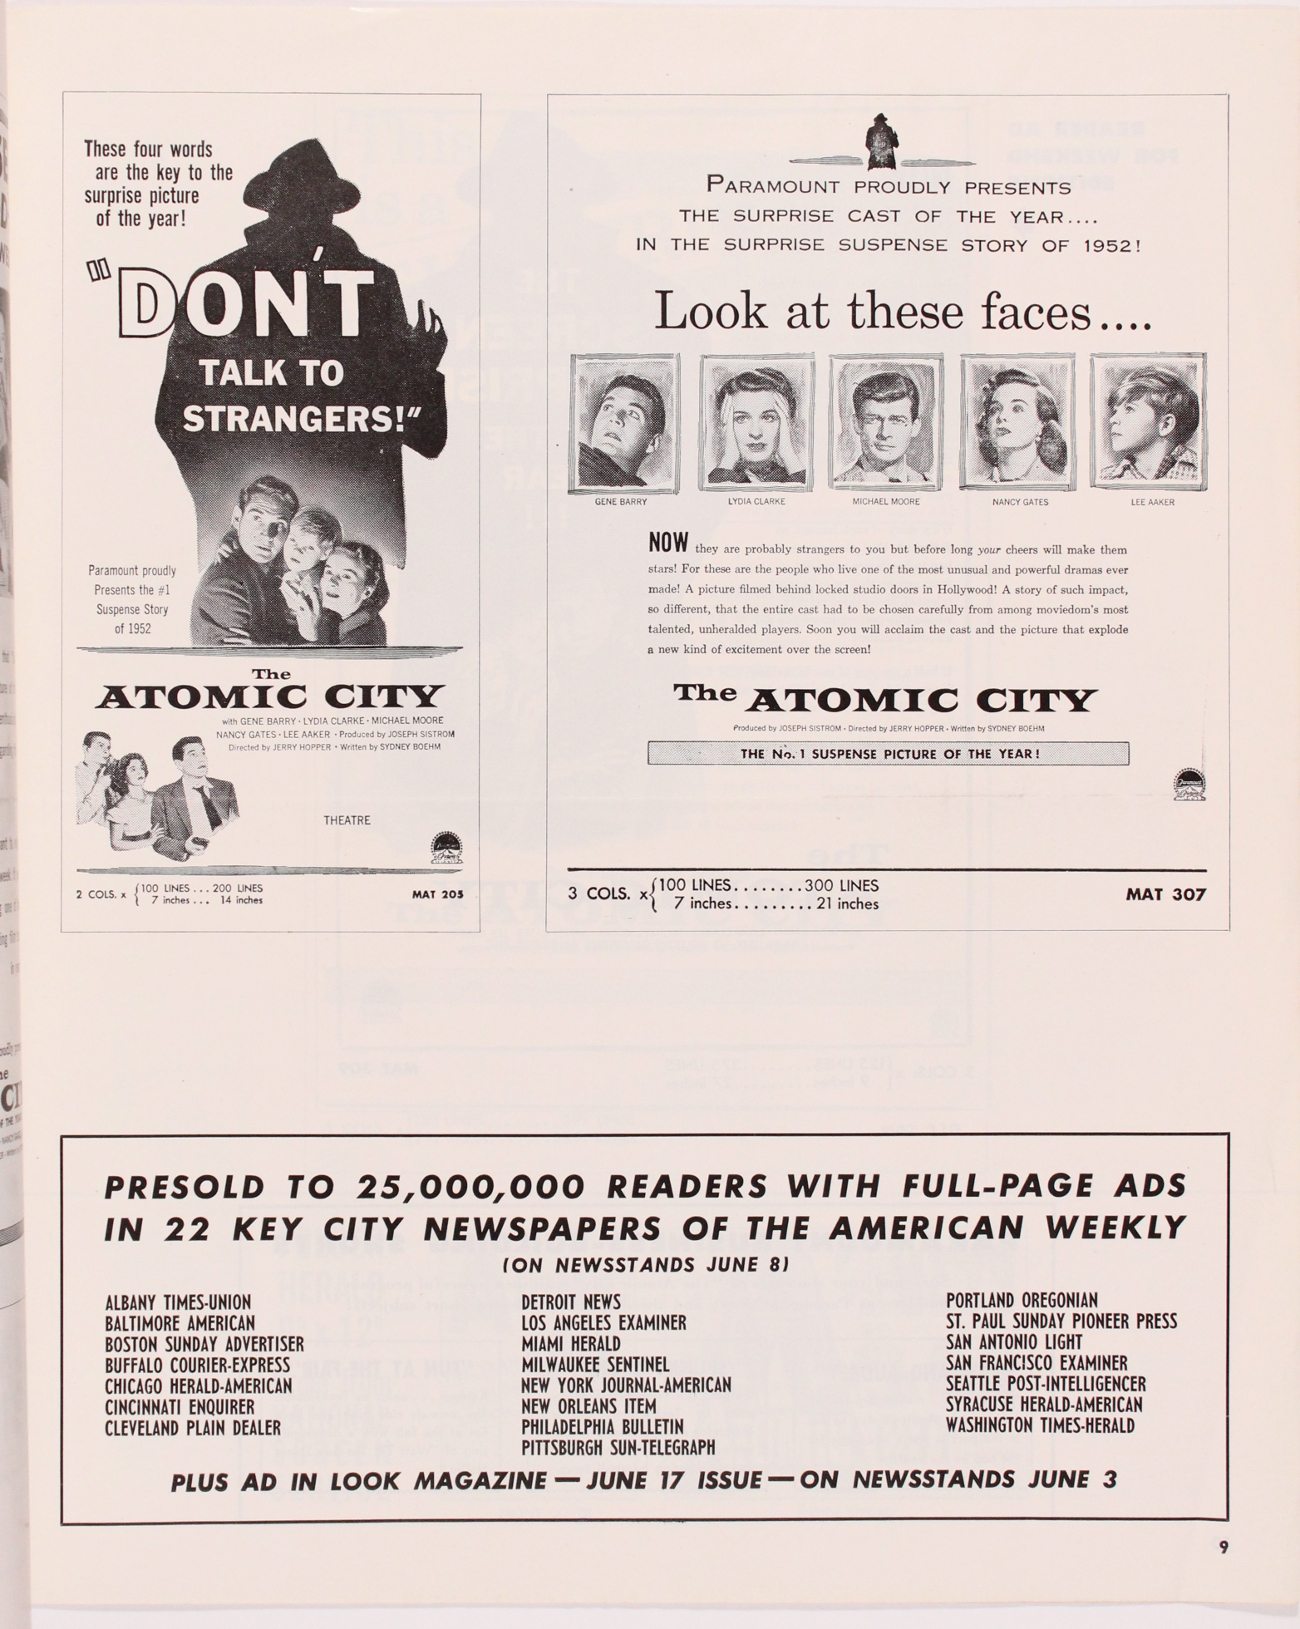 These four words
are the key to the
surprise picture
of the year!
"DON'T
TALK TO
STRANGERS!"
Paramount proudly
Presents the #1
Suspense Story
of 1952
The
ATOMIC CITY
with GENE BARRY · LYDIA CLARKE · MICHAEL MOORE
NANCY GATES · LEE AAKER · Produced by JOSEPH SISTROM
Directed by JERRY HOPPER · Written by SYDNEY BOEHM
THEATRE
2 COLS. x { 100 LINES ... 200 LINES
7 inches ... 14 inches
MAT 205
PARAMOUNT PROUDLY PRESENTS
THE SURPRISE CAST OF THE YEAR....
IN THE SURPRISE SUSPENSE STORY OF 1952!
Look at these faces....
GENE BARRY LYDIA CLARKE MICHAEL MOORE NANCY GATES LEE AAKER
NOW they are probably strangers to you but before long your cheers will make them
stars! For these are the people who live one of the most unusual and powerful dramas ever
made! A picture filmed behind locked studio doors in Hollywood! A story of such impact,
so different, that the entire cast had to be chosen carefully from among moviedom's most
talented, unheralded players. Soon you will acclaim the cast and the picture that explode
a new kind of excitement over the screen!
The ATOMIC CITY
Produced by JOSEPH SISTROM · Directed by JERRY HOPPER · Written by SYDNEY BOEHM
THE No. 1 SUSPENSE PICTURE OF THE YEAR!
Paramount
3 COLS. x { 100 LINES........300 LINES
7 inches.........21 inches
MAT 307
PRESOLD TO 25,000,000 READERS WITH FULL-PAGE ADS
IN 22 KEY CITY NEWSPAPERS OF THE AMERICAN WEEKLY
(ON NEWSSTANDS JUNE 8)
ALBANY TIMES-UNION
BALTIMORE AMERICAN
BOSTON SUNDAY ADVERTISER
BUFFALO COURIER-EXPRESS
CHICAGO HERALD-AMERICAN
CINCINNATI ENQUIRER
CLEVELAND PLAIN DEALER
DETROIT NEWS
LOS ANGELES EXAMINER
MIAMI HERALD
MILWAUKEE SENTINEL
NEW YORK JOURNAL-AMERICAN
NEW ORLEANS ITEM
PHILADELPHIA BULLETIN
PITTSBURGH SUN-TELEGRAPH
PORTLAND OREGONIAN
ST. PAUL SUNDAY PIONEER PRESS
SAN ANTONIO LIGHT
SAN FRANCISCO EXAMINER
SEATTLE POST-INTELLIGENCER
SYRACUSE HERALD-AMERICAN
WASHINGTON TIMES-HERALD
PLUS AD IN LOOK MAGAZINE — JUNE 17 ISSUE — ON NEWSSTANDS JUNE 3
9